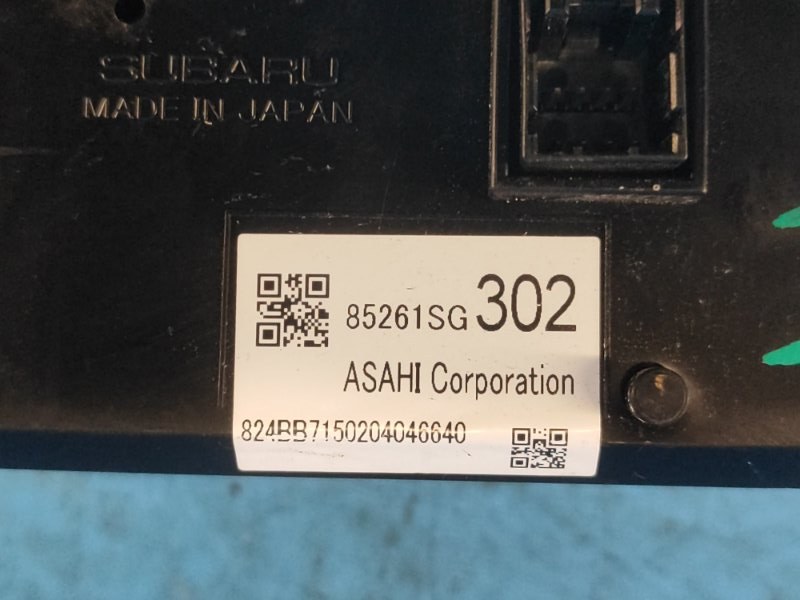 SUBARU
MADE IN JAPAN
85261SG 302
ASAHI Corporation
824BB7150204046640